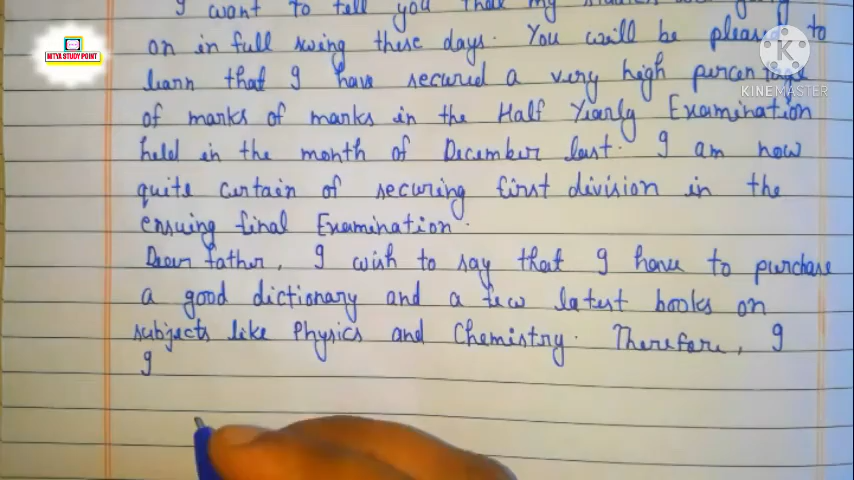 I want to tell you that my studies are going
on in full swing these days. You will be pleased to
learn that I have secured a very high percentage
of marks of marks in the Half Yearly Examination
held in the month of December last. I am now
quite certain of securing first division in the
ensuing final Examination.
Dear father, I wish to say that I have to purchase
a good dictionary and a few latest books on
subjects like Physics and Chemistry. Therefore, I
I
NITYA STUDY POINT
K
KINEMASTER